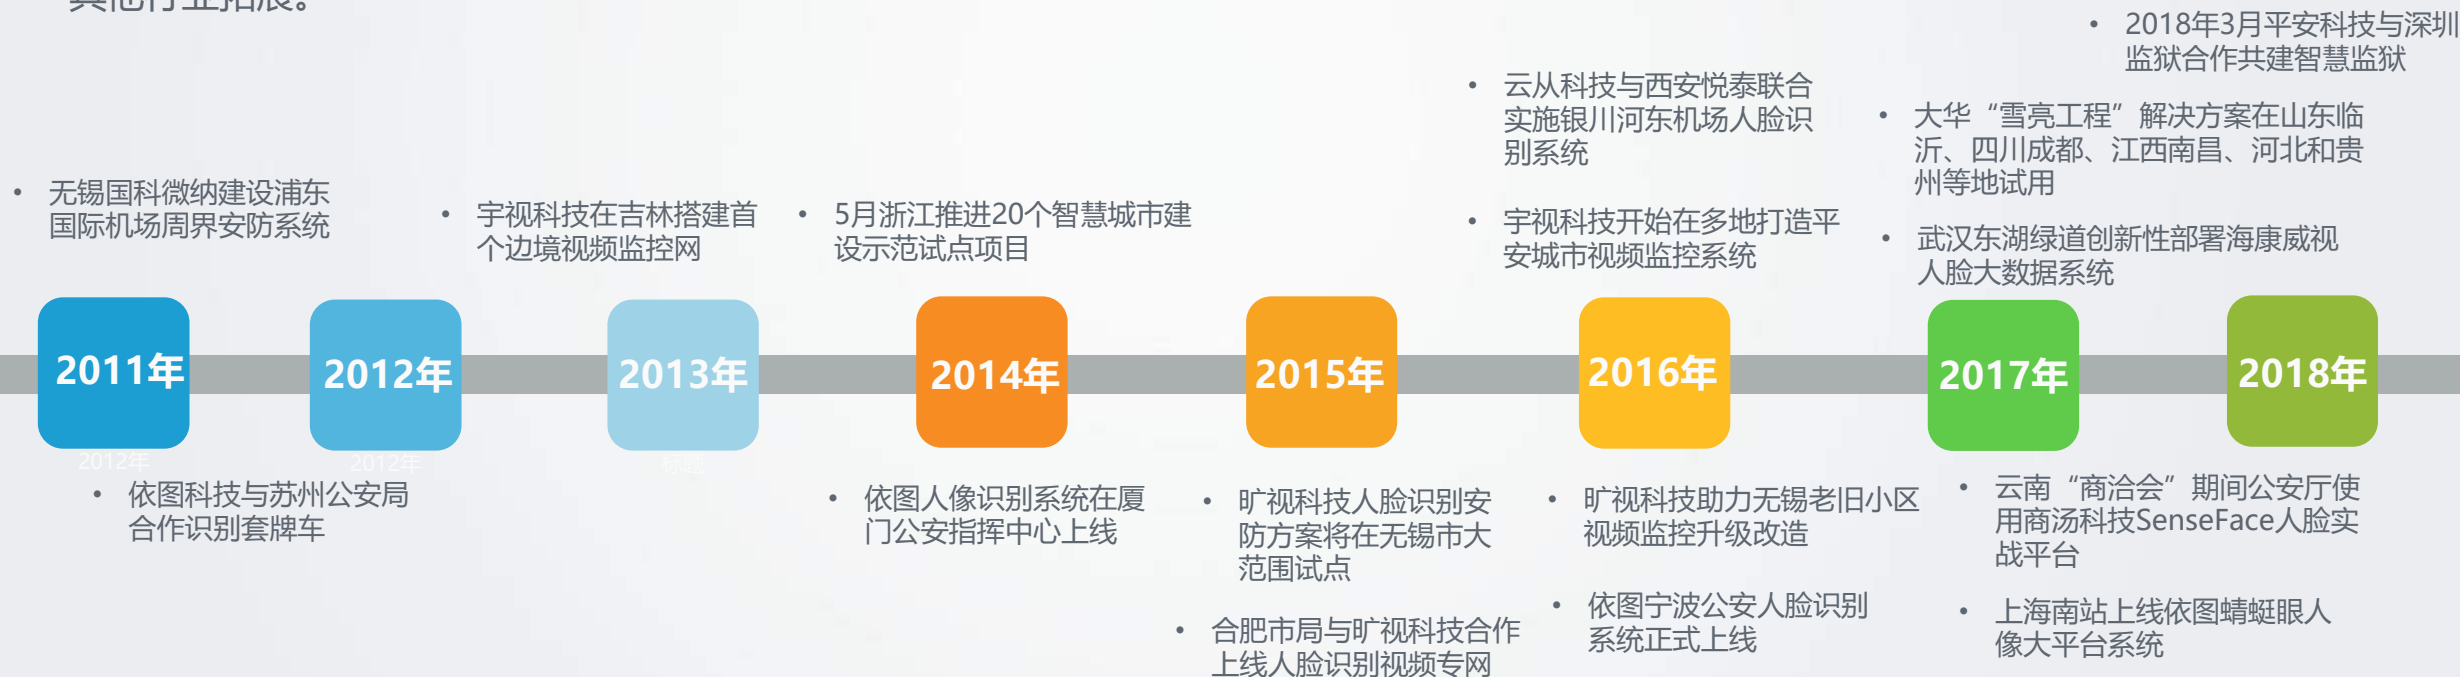 其他行业拓展。
• 2018年3月平安科技与深圳
监狱合作共建智慧监狱
• 云从科技与西安悦泰联合
实施银川河东机场人脸识
别系统
• 大华“雪亮工程”解决方案在山东临
沂、四川成都、江西南昌、河北和贵
州等地试用
• 无锡国科微纳建设浦东
国际机场周界安防系统
• 宇视科技在吉林搭建首
个边境视频监控网
• 5月浙江推进20个智慧城市建
设示范试点项目
• 宇视科技开始在多地打造平
安城市视频监控系统
• 武汉东湖绿道创新性部署海康威视
人脸大数据系统
2011年
2012年
2013年
2014年
2015年
2016年
2017年
2018年
2012年
2012年
标题
• 依图科技与苏州公安局
合作识别套牌车
• 依图人像识别系统在厦
门公安指挥中心上线
• 旷视科技人脸识别安
防方案将在无锡市大
范围试点
• 旷视科技助力无锡老旧小区
视频监控升级改造
• 云南“商洽会”期间公安厅使
用商汤科技SenseFace人脸实
战平台
• 合肥市局与旷视科技合作
上线人脸识别视频专网
• 依图宁波公安人脸识别
系统正式上线
• 上海南站上线依图蜻蜓眼人
像大平台系统